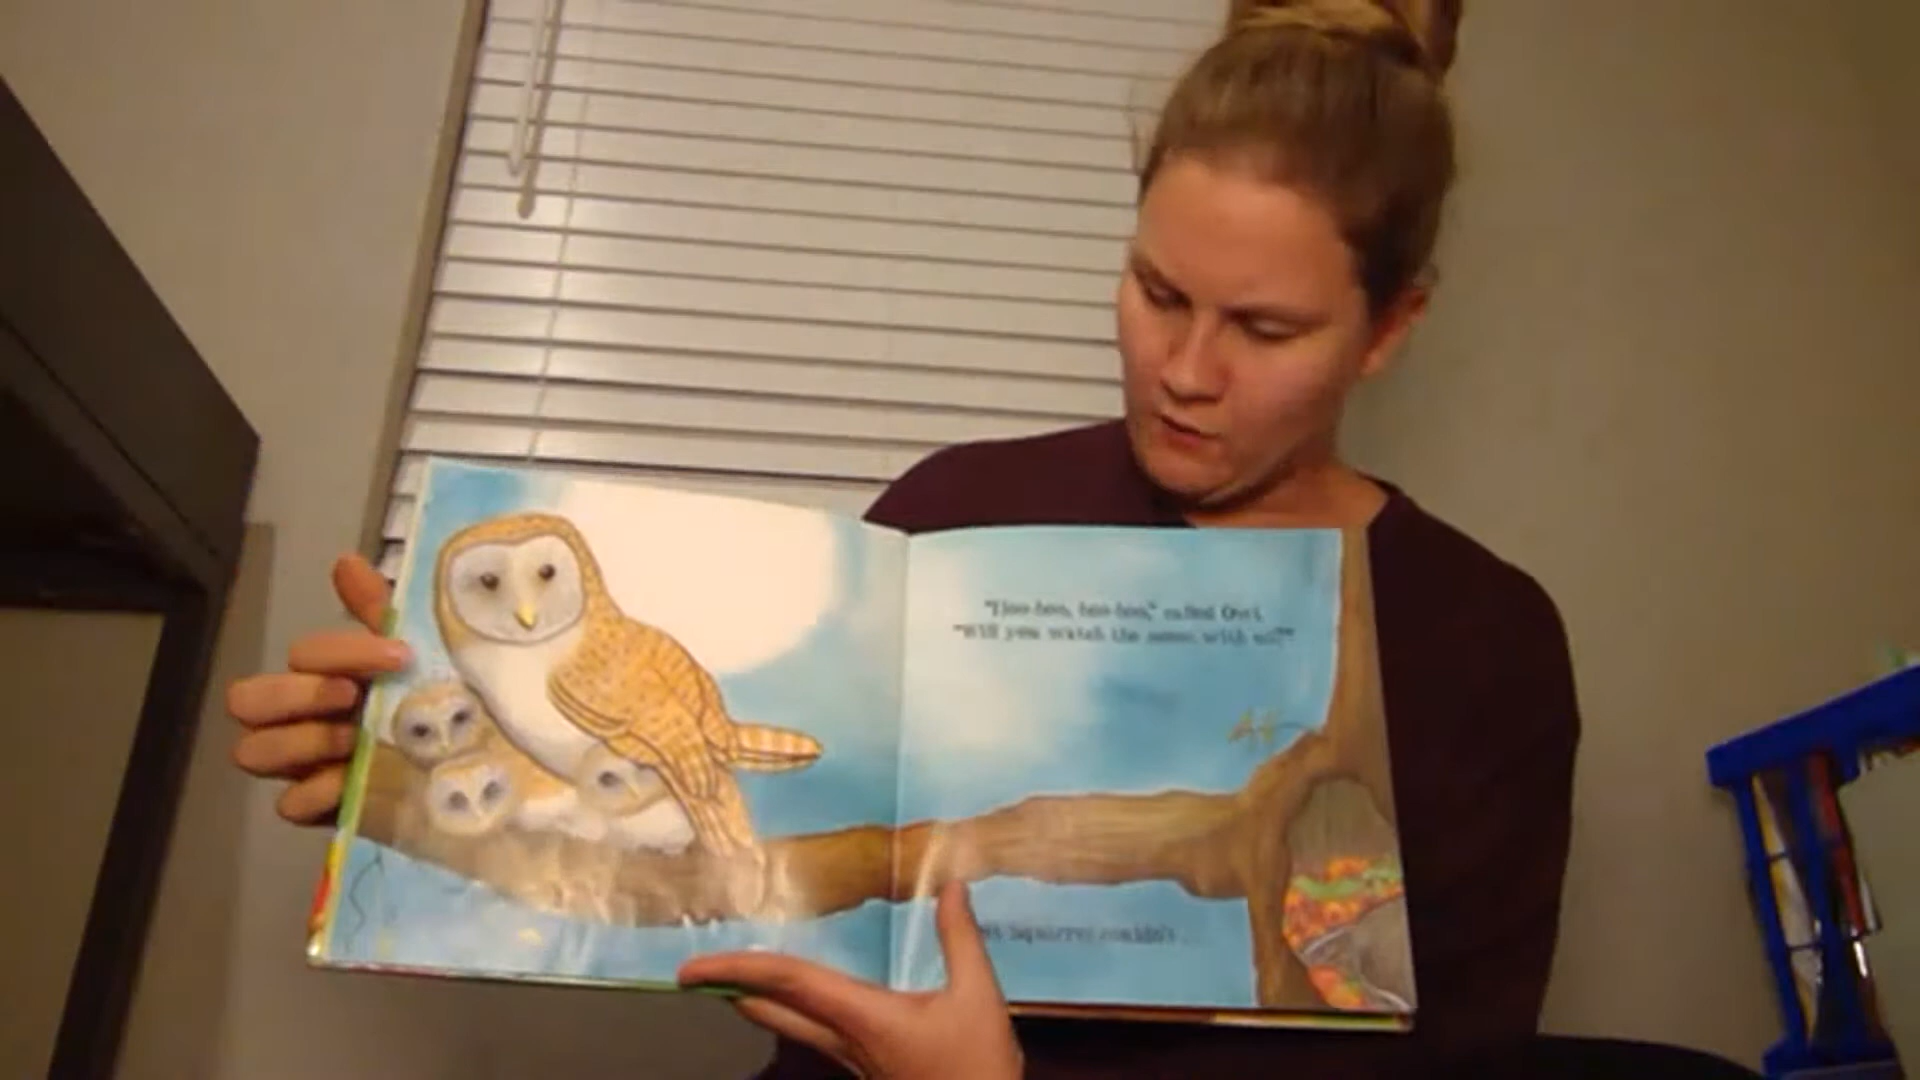 "Hoo-hoo, hoo-hoo," called Owl.
"Will you watch the moon with us?"
Squirrel couldn't...